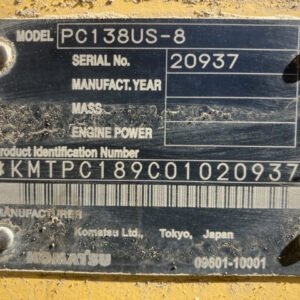 MODEL PC138US-8
SERIAL No. 20937
MANUFACT. YEAR
MASS
ENGINE POWER
Product Identification Number
*KMTPC189C01020937
MANUFACTURER
Komatsu Ltd., Tokyo, Japan
KOMATSU 09601-10001